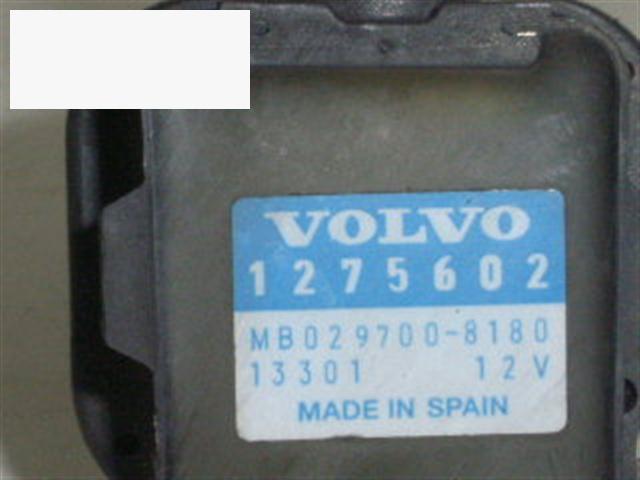 VOLVO
1275602
MB029700-8180
13301 12V
MADE IN SPAIN